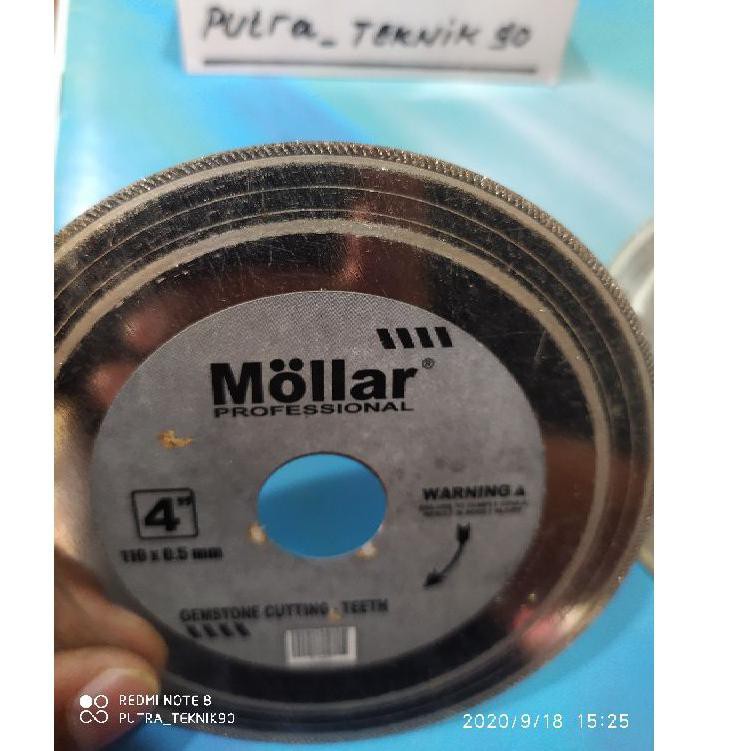 Putra_TEKNIK 90
Möllar®
PROFESSIONAL
WARNING
4"
110 x 0.5 mm
GEMSTONE CUTTING - TEETH
REDMI NOTE 8
PUTRA_TEKNIK90
2020/9/18 15:25